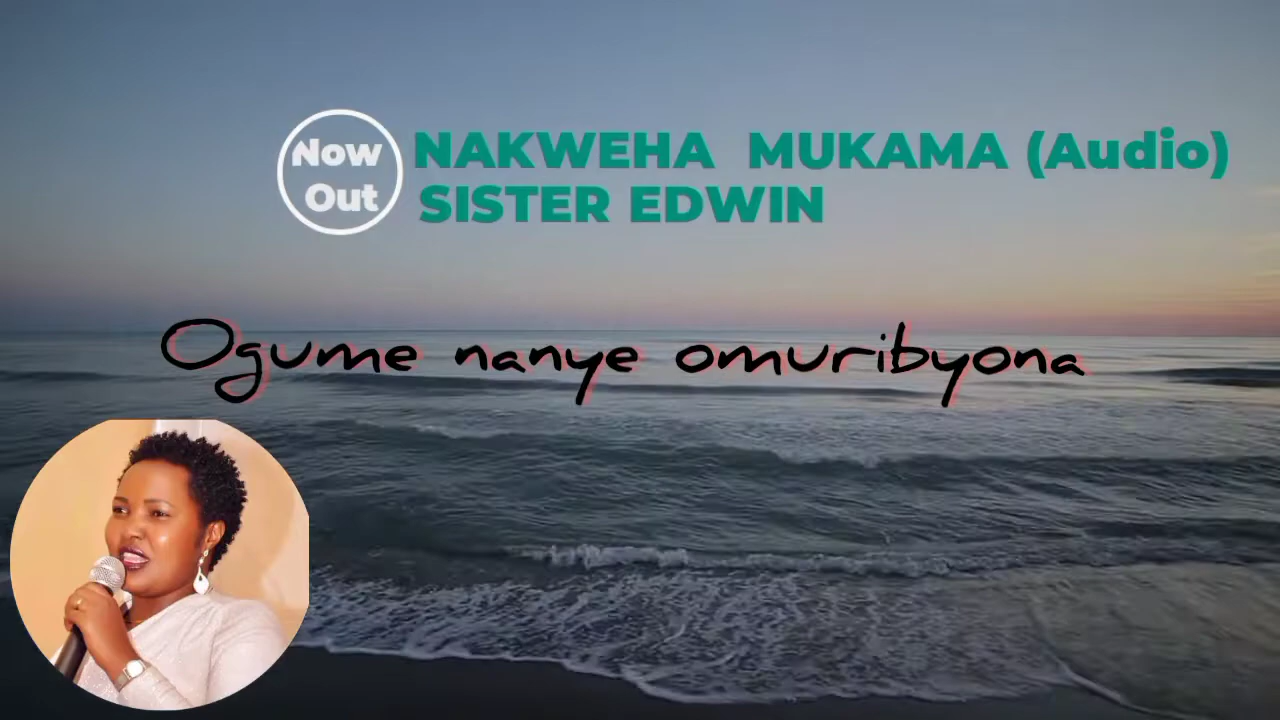 Now
Out
NAKWEHA MUKAMA (Audio)
SISTER EDWIN
Ogume nanye omuribyona